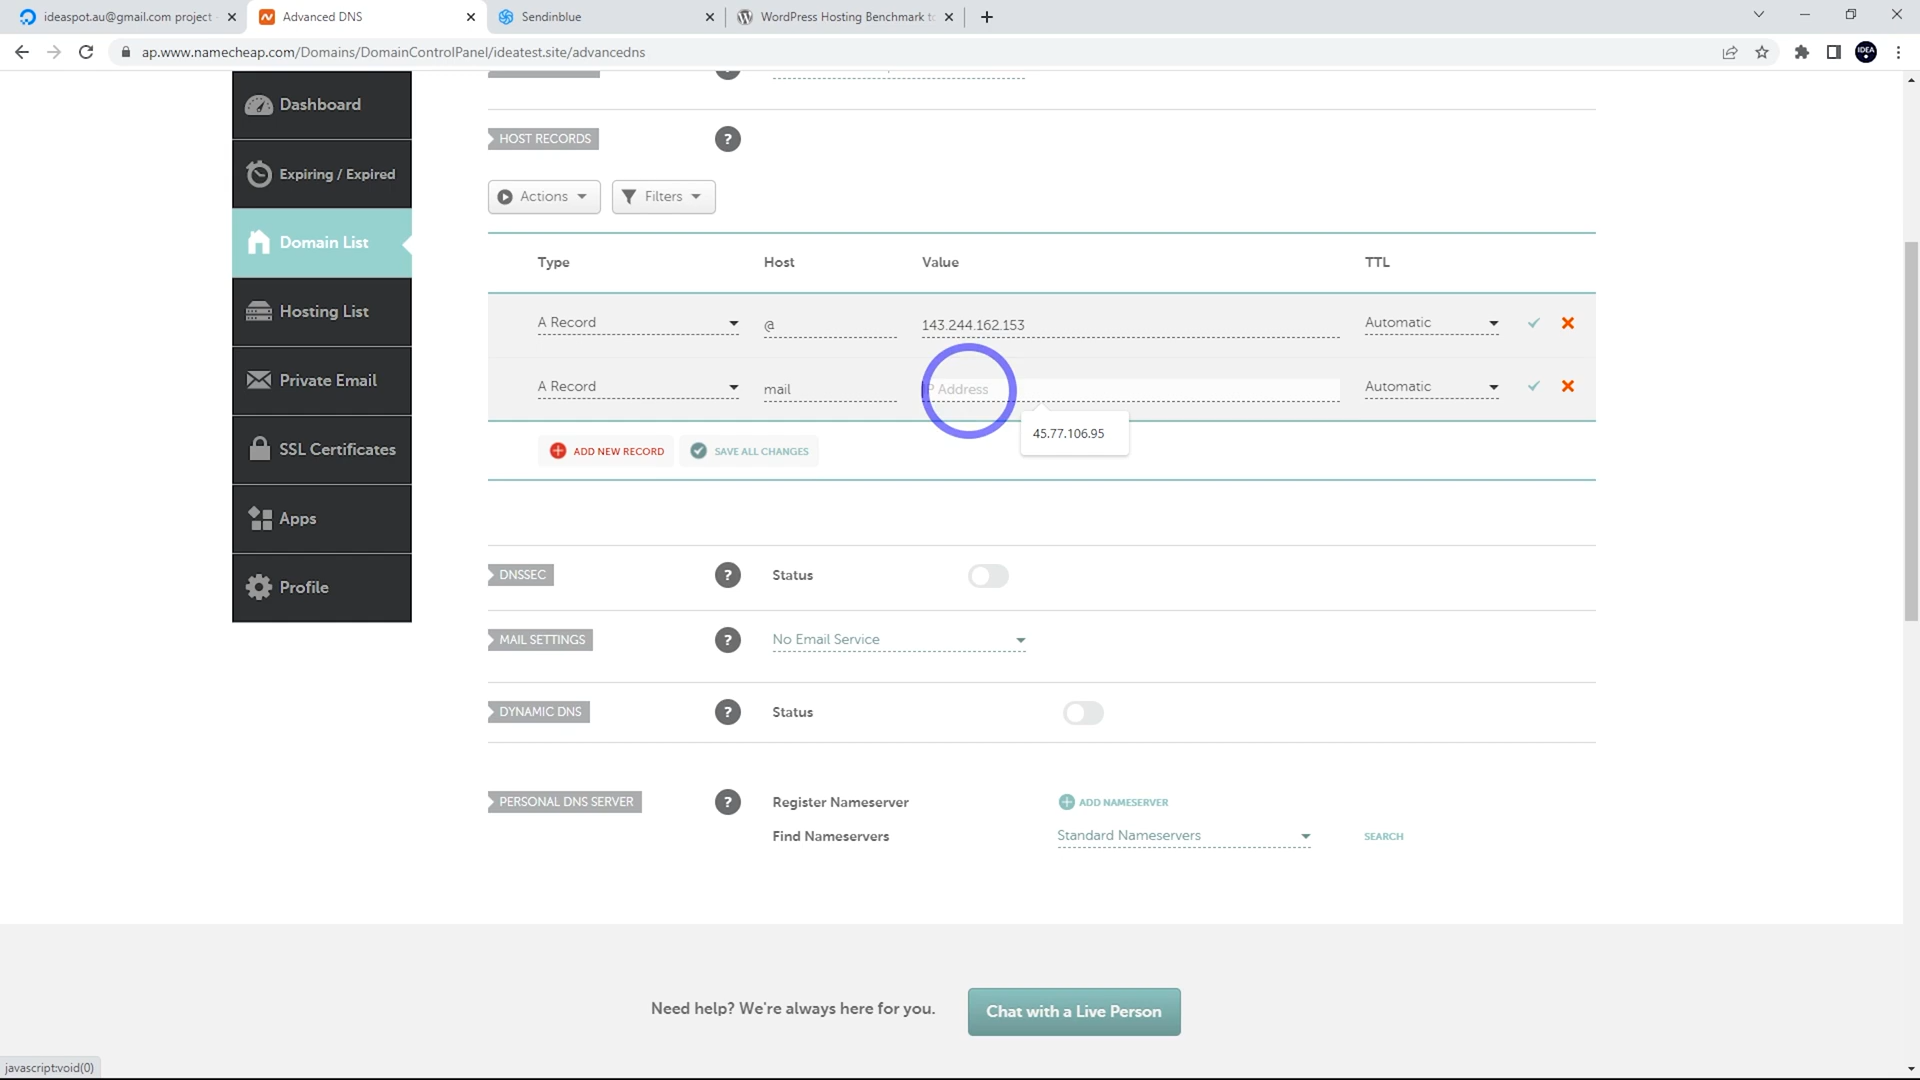 ideaspot.au@gmail.com project
Advanced DNS
Sendinblue
WordPress Hosting Benchmark to
ap.www.namecheap.com/Domains/DomainControlPanel/ideatest.site/advancedns
IDEA
Dashboard
Expiring / Expired
Domain List
Hosting List
Private Email
SSL Certificates
Apps
Profile
HOST RECORDS
?
Actions
Filters
Type Host Value TTL
A Record @ 143.244.162.153 Automatic
A Record mail IP Address Automatic
45.77.106.95
ADD NEW RECORD SAVE ALL CHANGES
DNSSEC ? Status
MAIL SETTINGS ? No Email Service
DYNAMIC DNS ? Status
PERSONAL DNS SERVER ? Register Nameserver ADD NAMESERVER
Find Nameservers Standard Nameservers SEARCH
Need help? We're always here for you. Chat with a Live Person
javascript:void(0)